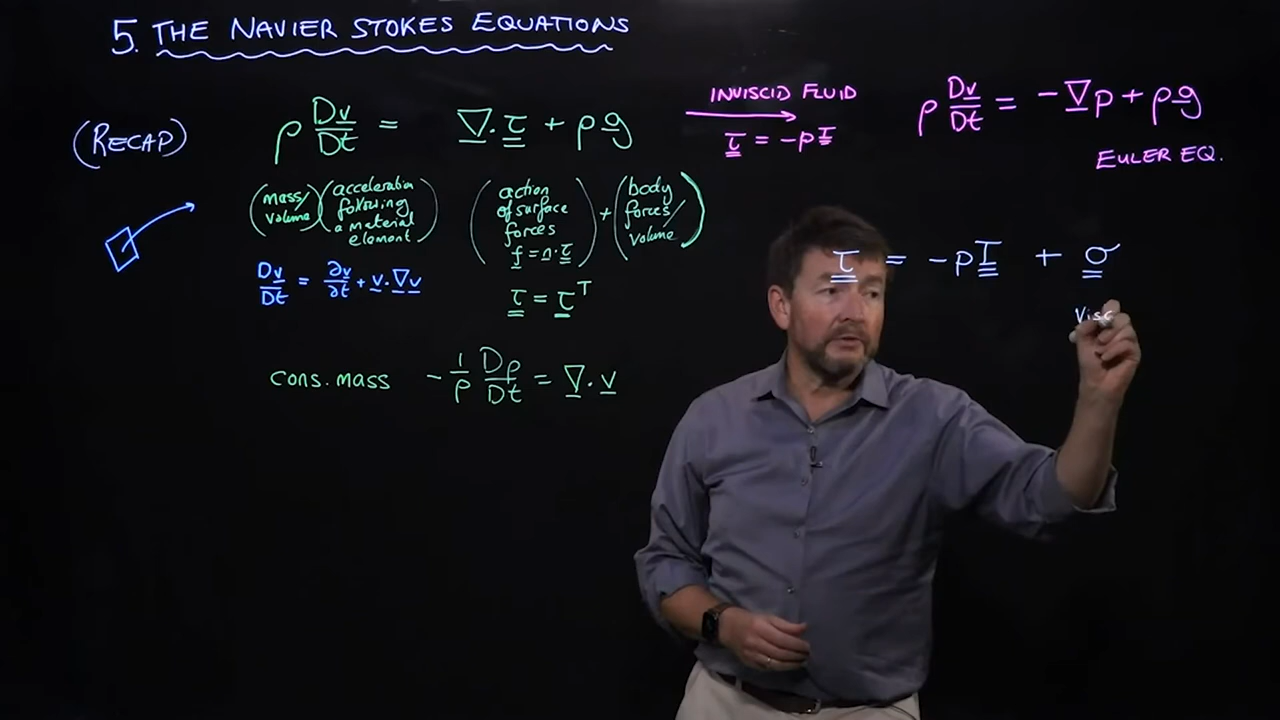 5. THE NAVIER STOKES EQUATIONS
(RECAP)
ρ Dv/Dt = ∇·τ + ρg
INVISCID FLUID
τ = -pI
ρ Dv/Dt = -∇p + ρg
EULER EQ.
(mass/volume)
(acceleration following a material element)
(action of surface forces f = n·τ) + (body forces/volume)
Dv/Dt = ∂v/∂t + v·∇v
τ = τ^T
τ = -pI + σ
Visc
cons. mass -1/ρ Dρ/Dt = ∇·v